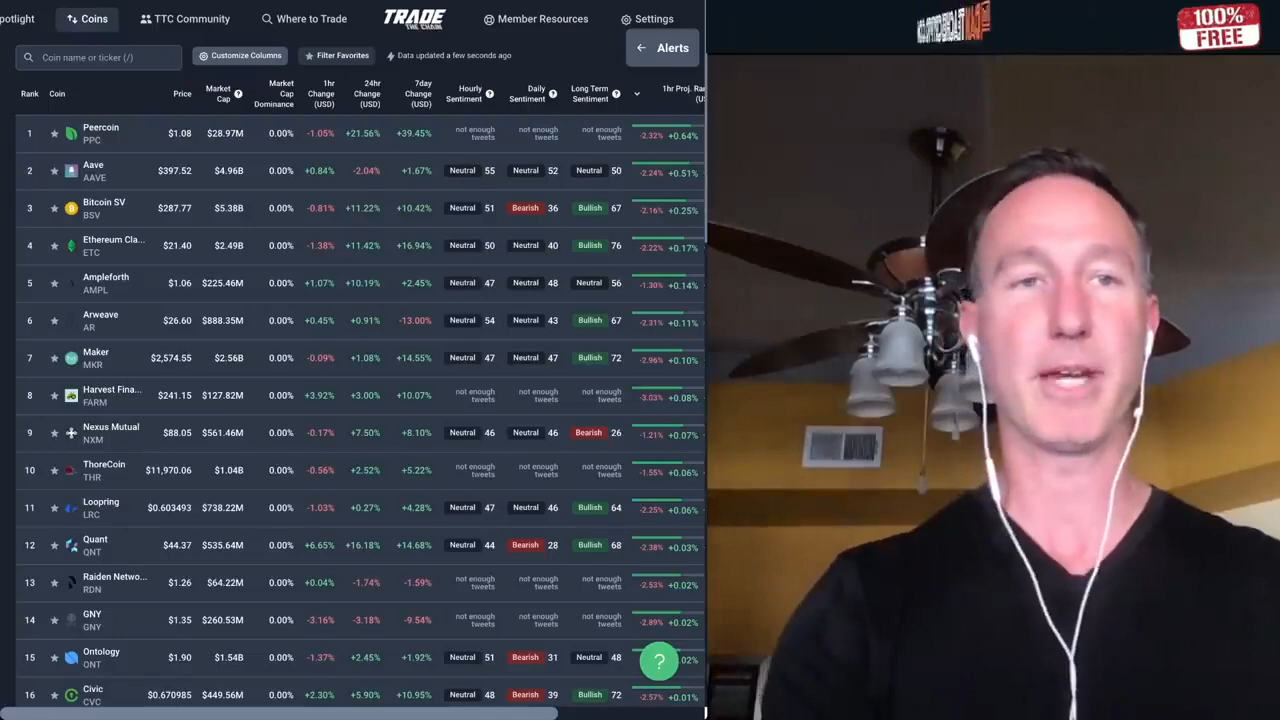 potlight Coins TTC Community Where to Trade TRADE THE CHAIN Member Resources Settings
Coin name or ticker (/) Customize Columns Filter Favorites Data updated a few seconds ago Alerts
Rank Coin Price Market Cap ? Market Cap Dominance 1hr Change (USD) 24hr Change (USD) 7day Change (USD) Hourly Sentiment ? Daily Sentiment ? Long Term Sentiment ? 1hr Proj. Ra (U
1 Peercoin PPC $1.08 $28.97M 0.00% -1.05% +21.56% +39.45% not enough tweets not enough tweets not enough tweets -2.32% +0.64%
2 Aave AAVE $397.52 $4.96B 0.00% +0.84% -2.04% +1.67% Neutral 55 Neutral 52 Neutral 50 -2.24% +0.51%
3 Bitcoin SV BSV $287.77 $5.38B 0.00% -0.81% +11.22% +10.42% Neutral 51 Bearish 36 Bullish 67 -2.16% +0.25%
4 Ethereum Cla... ETC $21.40 $2.49B 0.00% -1.38% +11.42% +16.94% Neutral 50 Neutral 40 Bullish 76 -2.22% +0.17%
5 Ampleforth AMPL $1.06 $225.46M 0.00% +1.07% +10.19% +2.45% Neutral 47 Neutral 48 Neutral 56 -1.30% +0.14%
6 Arweave AR $26.60 $888.35M 0.00% +0.45% +0.91% -13.00% Neutral 54 Neutral 43 Bullish 67 -2.31% +0.11%
7 Maker MKR $2,574.55 $2.56B 0.00% -0.09% +1.08% +14.55% Neutral 47 Neutral 47 Bullish 72 -2.96% +0.10%
8 Harvest Fina... FARM $241.15 $127.82M 0.00% +3.92% +3.00% +10.07% not enough tweets not enough tweets not enough tweets -3.03% +0.08%
9 Nexus Mutual NXM $88.05 $561.46M 0.00% -0.17% +7.50% +8.10% Neutral 46 Neutral 46 Bearish 26 -1.21% +0.07%
10 ThoreCoin THR $11,970.06 $1.04B 0.00% -0.56% +2.52% +5.22% not enough tweets not enough tweets not enough tweets -1.55% +0.06%
11 Loopring LRC $0.603493 $738.22M 0.00% -1.03% +0.27% +4.28% Neutral 47 Neutral 46 Bullish 64 -2.25% +0.06%
12 Quant QNT $44.37 $535.64M 0.00% +6.65% +16.18% +14.68% Neutral 44 Bearish 28 Bullish 68 -2.38% +0.03%
13 Raiden Netwo... RDN $1.26 $64.22M 0.00% +0.04% -1.74% -1.59% not enough tweets not enough tweets not enough tweets -2.53% +0.02%
14 GNY GNY $1.35 $260.53M 0.00% -3.16% -3.18% -9.54% not enough tweets not enough tweets not enough tweets -2.89% +0.02%
15 Ontology ONT $1.90 $1.54B 0.00% -1.37% +2.45% +1.92% Neutral 51 Bearish 31 Neutral 48 ? .02%
16 Civic CVC $0.670985 $449.56M 0.00% +2.30% +5.90% +10.95% Neutral 48 Bearish 39 Bullish 72 -2.57% +0.01%
100%
FREE